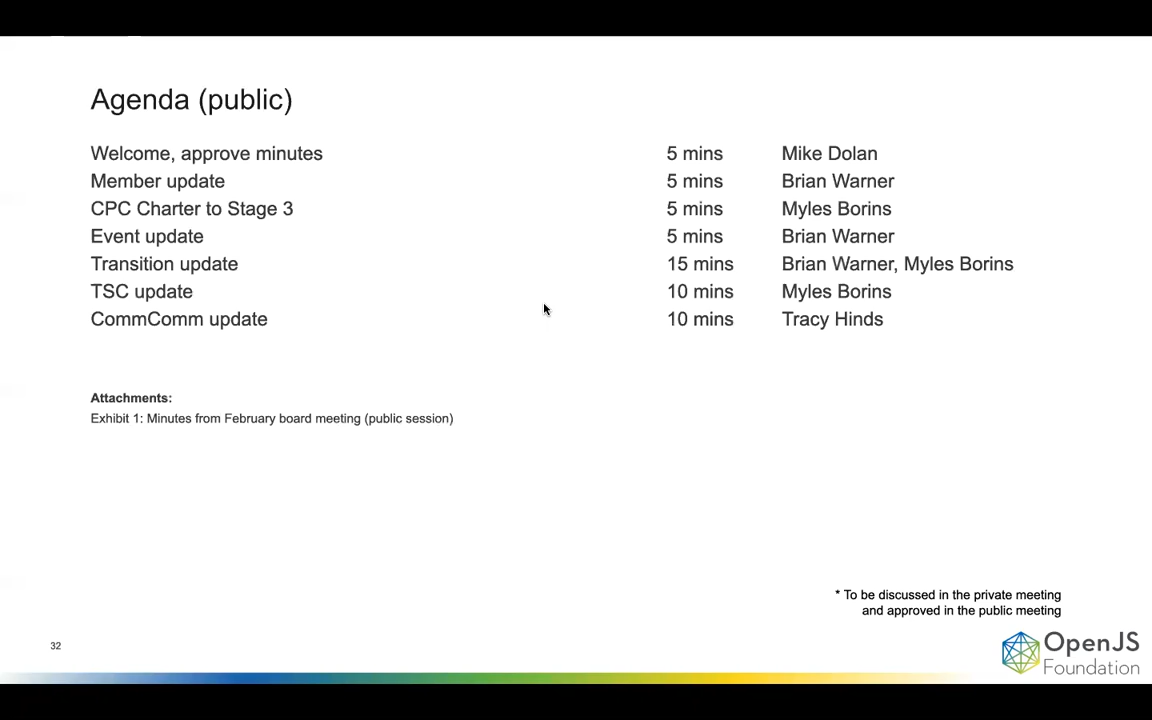 Agenda (public)
Welcome, approve minutes 5 mins Mike Dolan
Member update 5 mins Brian Warner
CPC Charter to Stage 3 5 mins Myles Borins
Event update 5 mins Brian Warner
Transition update 15 mins Brian Warner, Myles Borins
TSC update 10 mins Myles Borins
CommComm update 10 mins Tracy Hinds
Attachments:
Exhibit 1: Minutes from February board meeting (public session)
* To be discussed in the private meeting
and approved in the public meeting
32
OpenJS
Foundation